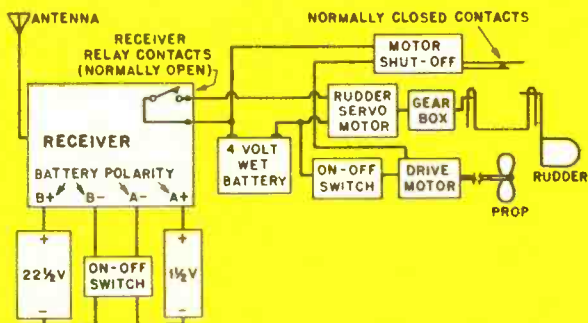 ANTENNA
RECEIVER
RELAY CONTACTS
(NORMALLY OPEN)
NORMALLY CLOSED CONTACTS
MOTOR
SHUT-OFF
RUDDER
SERVO
MOTOR
GEAR
BOX
RECEIVER
4 VOLT
WET
BATTERY
BATTERY POLARITY
B+ B- A- A+
ON-OFF
SWITCH
DRIVE
MOTOR
RUDDER
PROP
+ +
22½V
ON-OFF
SWITCH
1½V
- -